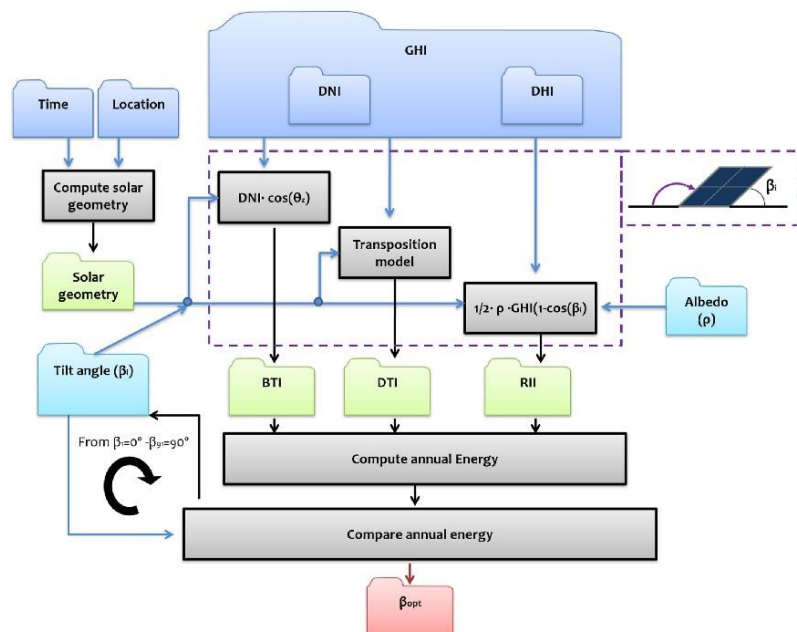 GHI
DNI
DHI
Time
Location
Compute solar
geometry
DNI· cos(θz)
βi
Transposition
model
Solar
geometry
1/2· ρ ·GHI(1-cos(βi)
Albedo
(ρ)
Tilt angle (βi)
BTI
DTI
RII
From β1=0° -β91=90°
Compute annual Energy
Compare annual energy
βopt